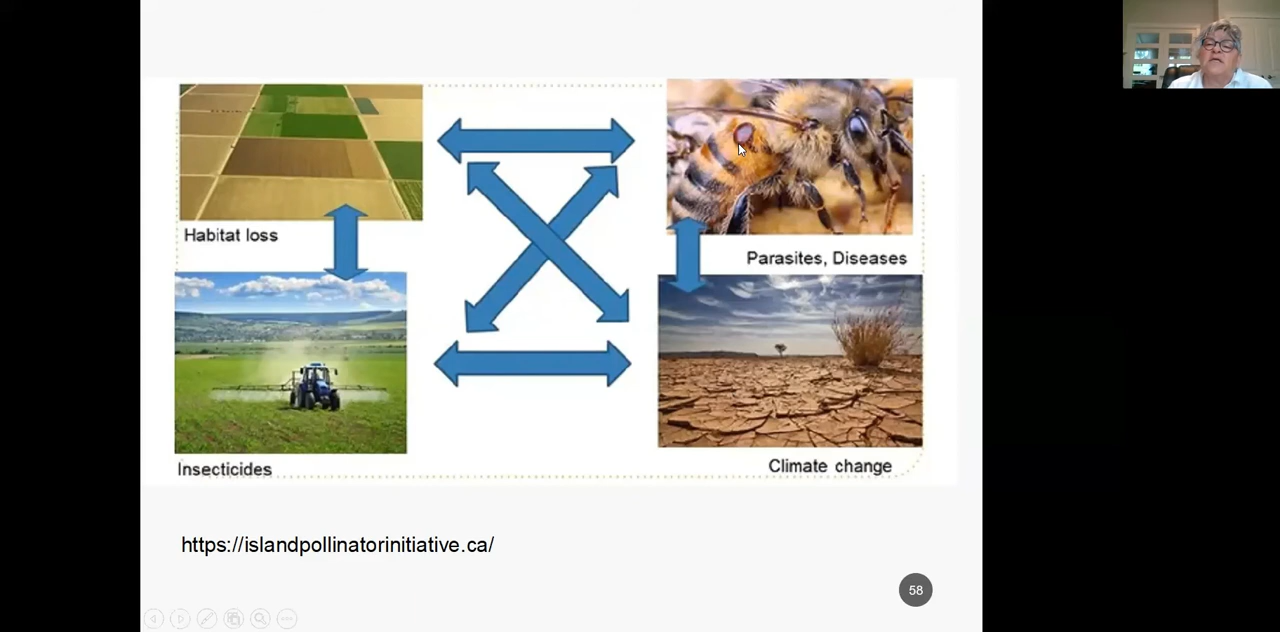 Habitat loss
Parasites, Diseases
Insecticides
Climate change
https://islandpollinatorinitiative.ca/
58